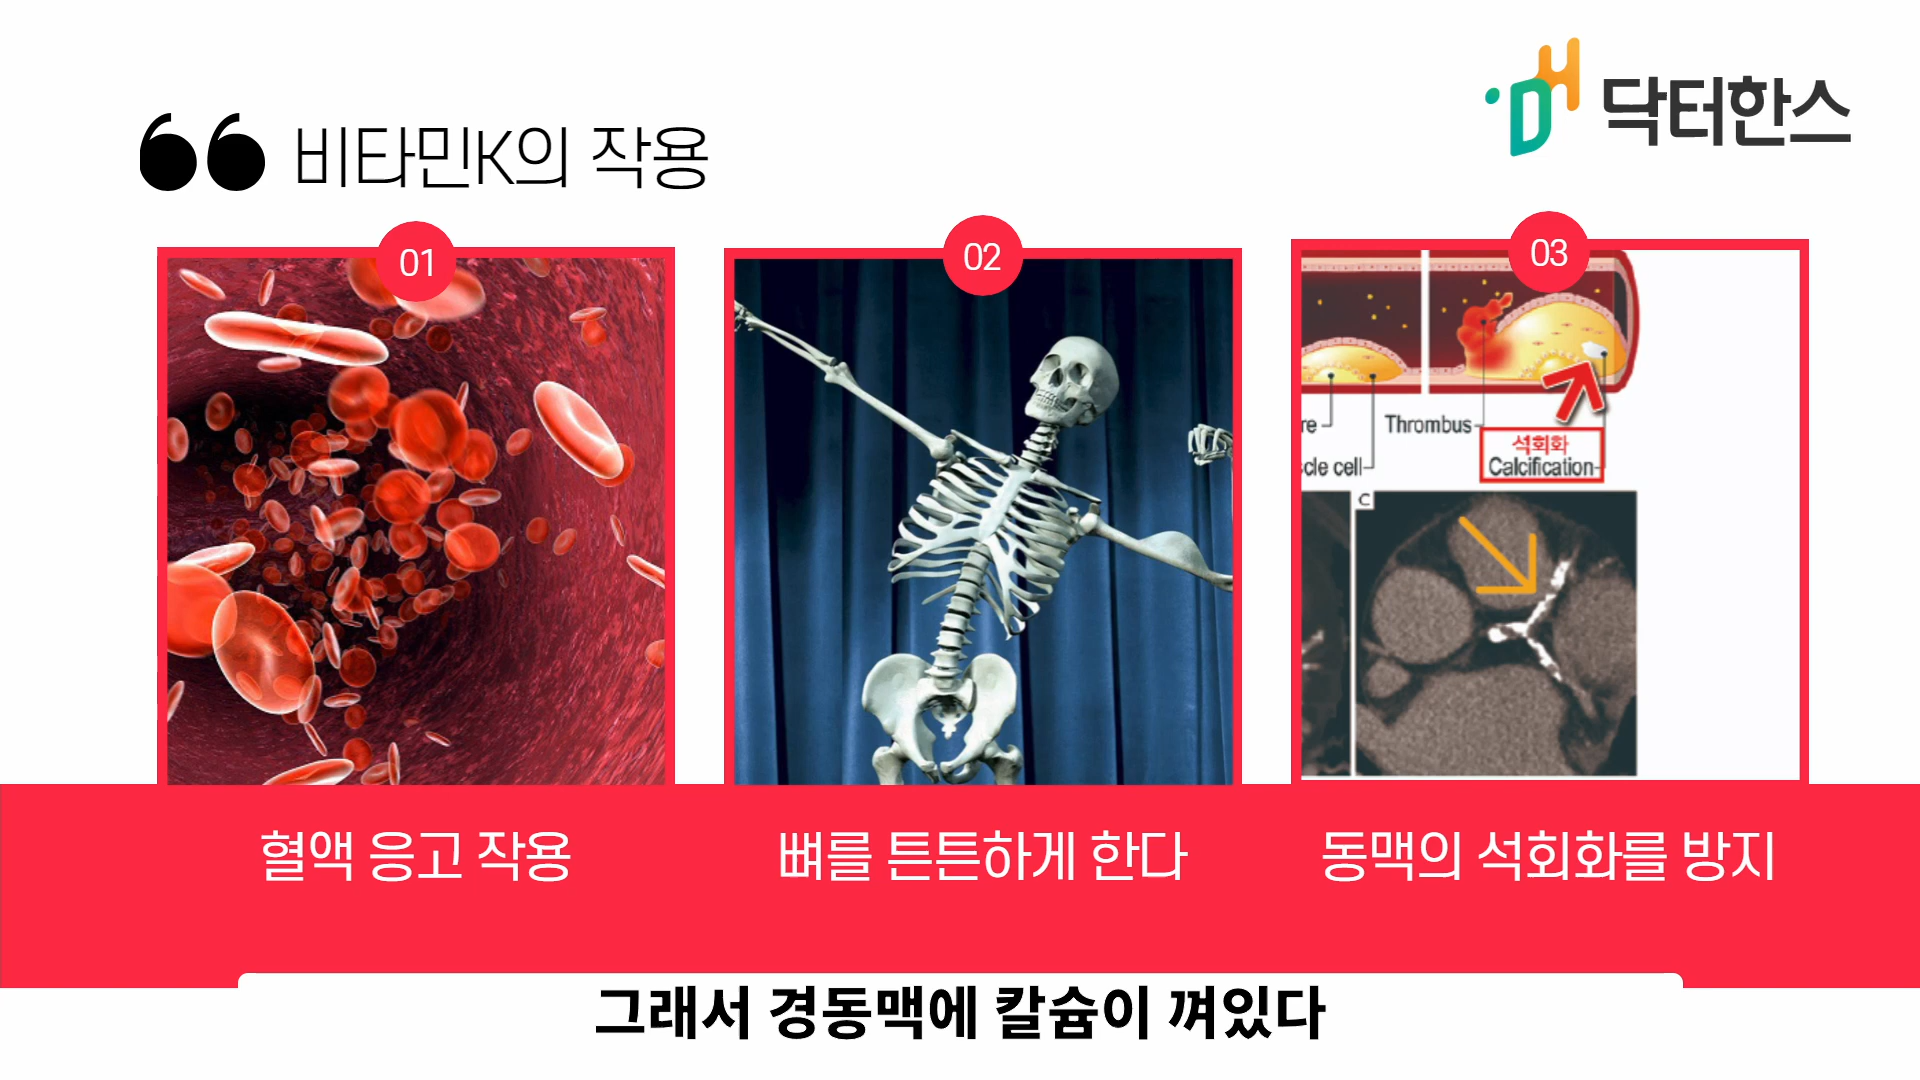 닥터한스
비타민K의 작용
01
02
03
Thrombus
석회화
cle cell
Calcification
C
혈액 응고 작용
뼈를 튼튼하게 한다
동맥의 석회화를 방지
그래서 경동맥에 칼슘이 껴있다